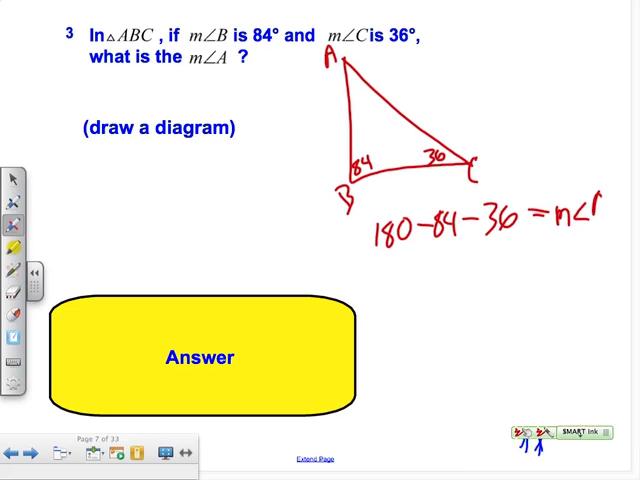 3 In △ABC , if m∠B is 84° and m∠C is 36°,
what is the m∠A ?
A
(draw a diagram)
84 36
B C
180-84-36 = m∠
Answer
Page 7 of 33
SMART Ink
Extend Page